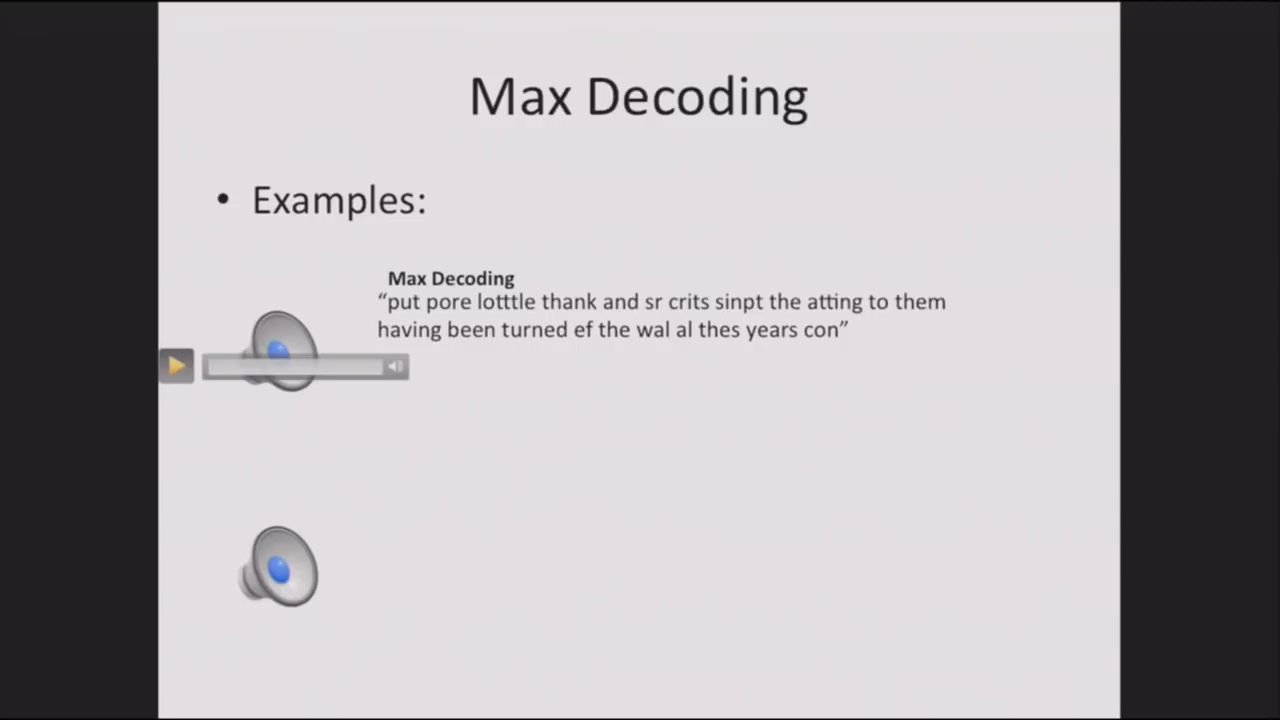 Max Decoding
• Examples:
Max Decoding
“put pore lotttle thank and sr crits sinpt the atting to them
having been turned ef the wal al thes years con”